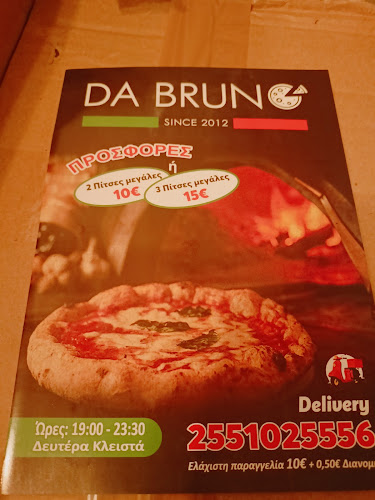 DA BRUNO
SINCE 2012
ΠΡΟΣΦΟΡΕΣ
ή
2 Πίτσες μεγάλες
10€
3 Πίτσες μεγάλες
15€
Delivery
Ώρες: 19:00 - 23:30
Δευτέρα Κλειστά
2551025556
Ελάχιστη παραγγελία 10€ + 0,50€ Διανομ